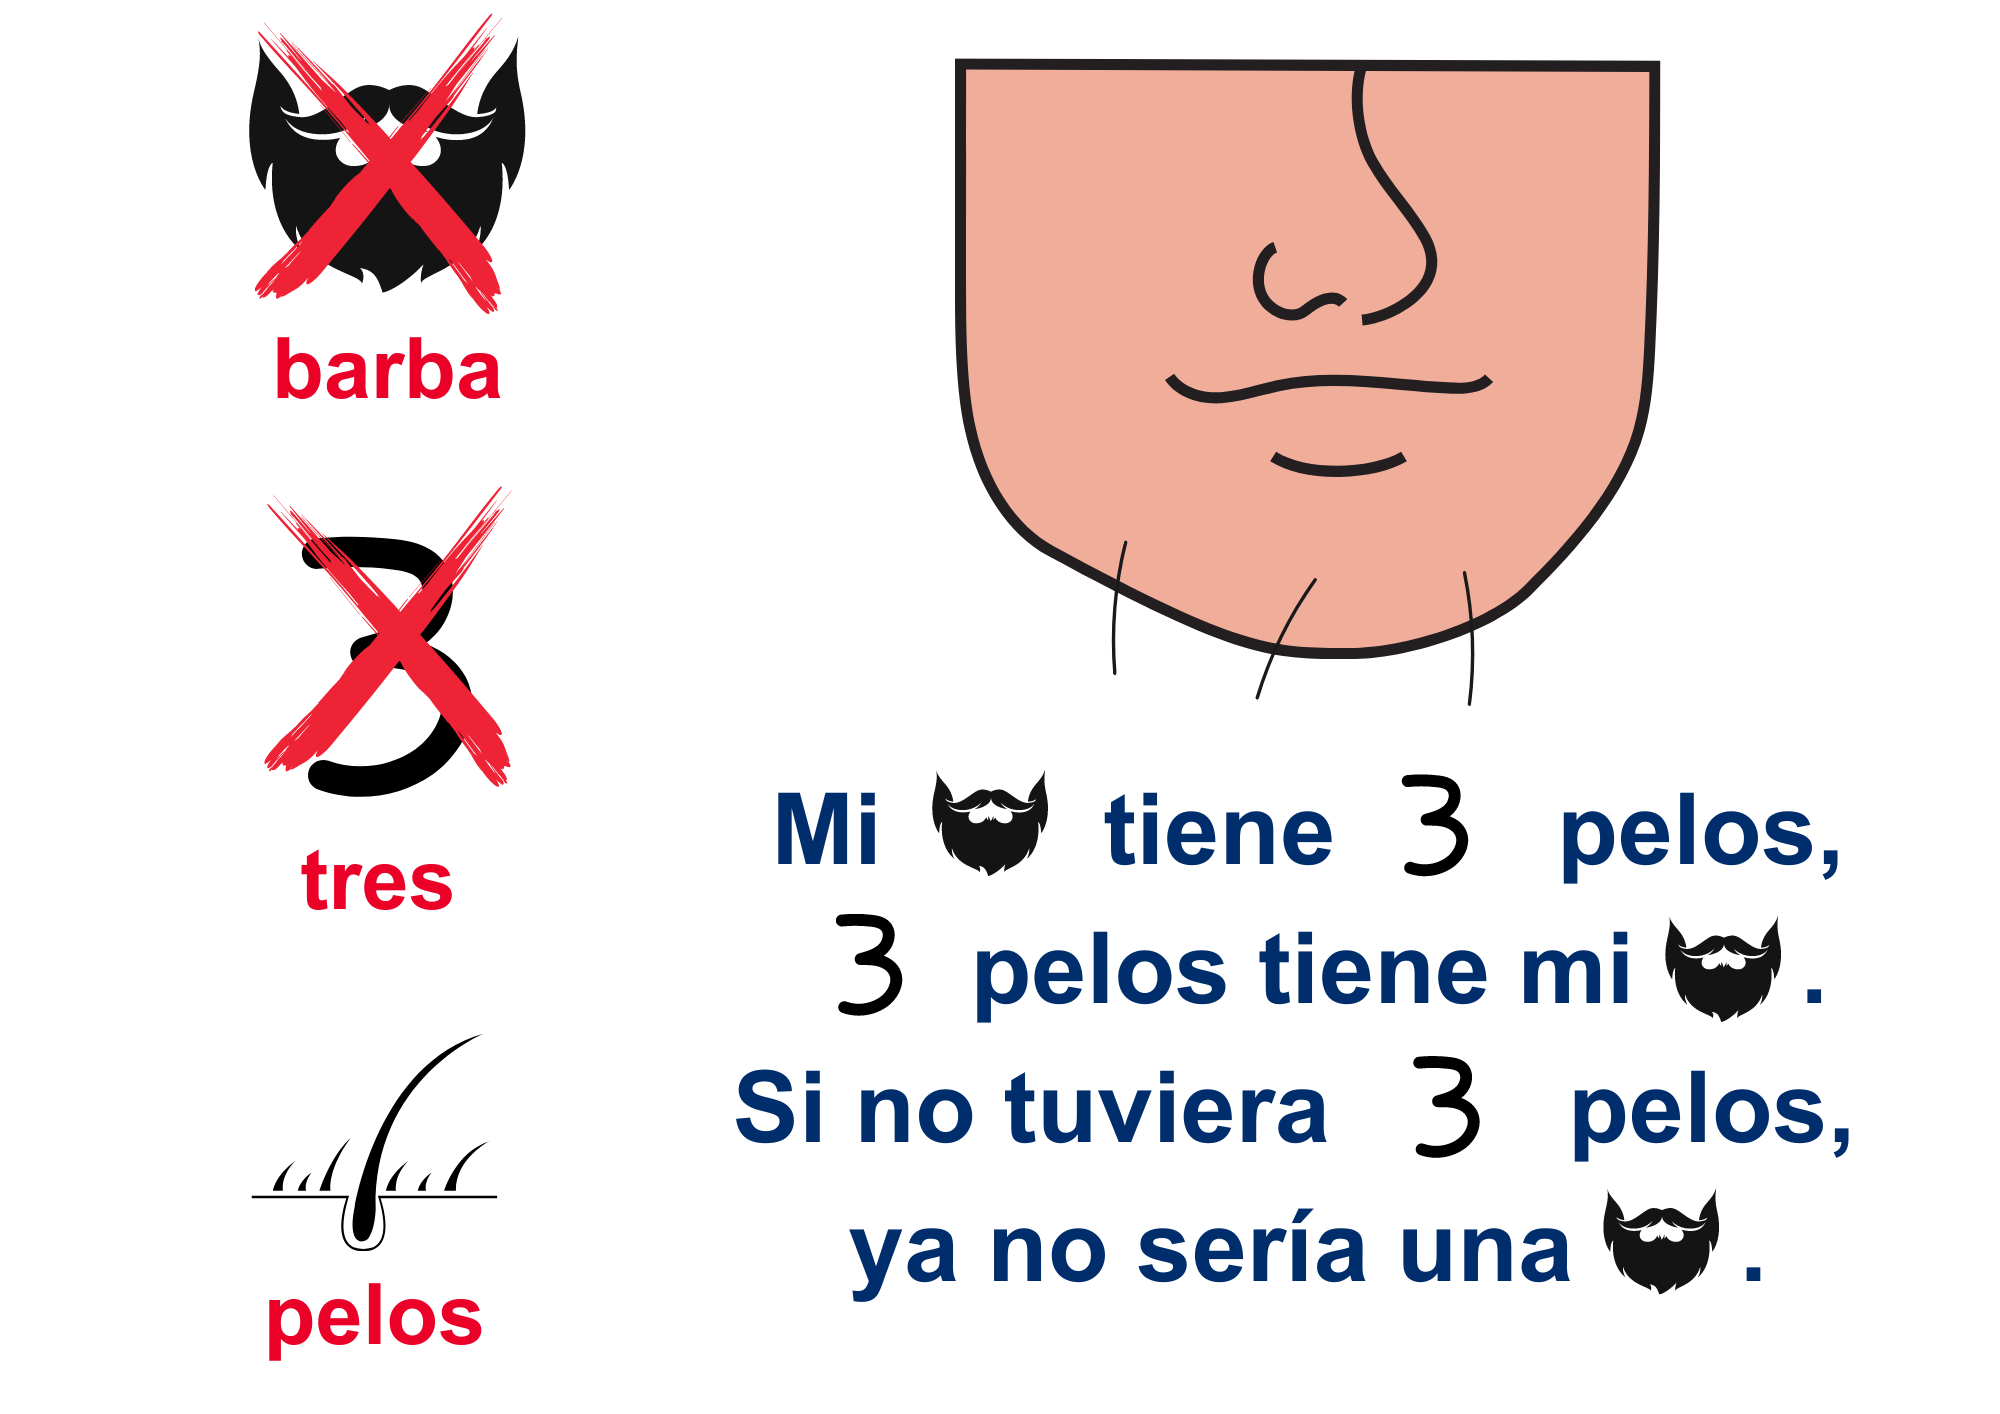 barba
tres
pelos
Mi tiene 3 pelos,
3 pelos tiene mi .
Si no tuviera 3 pelos,
ya no sería una .